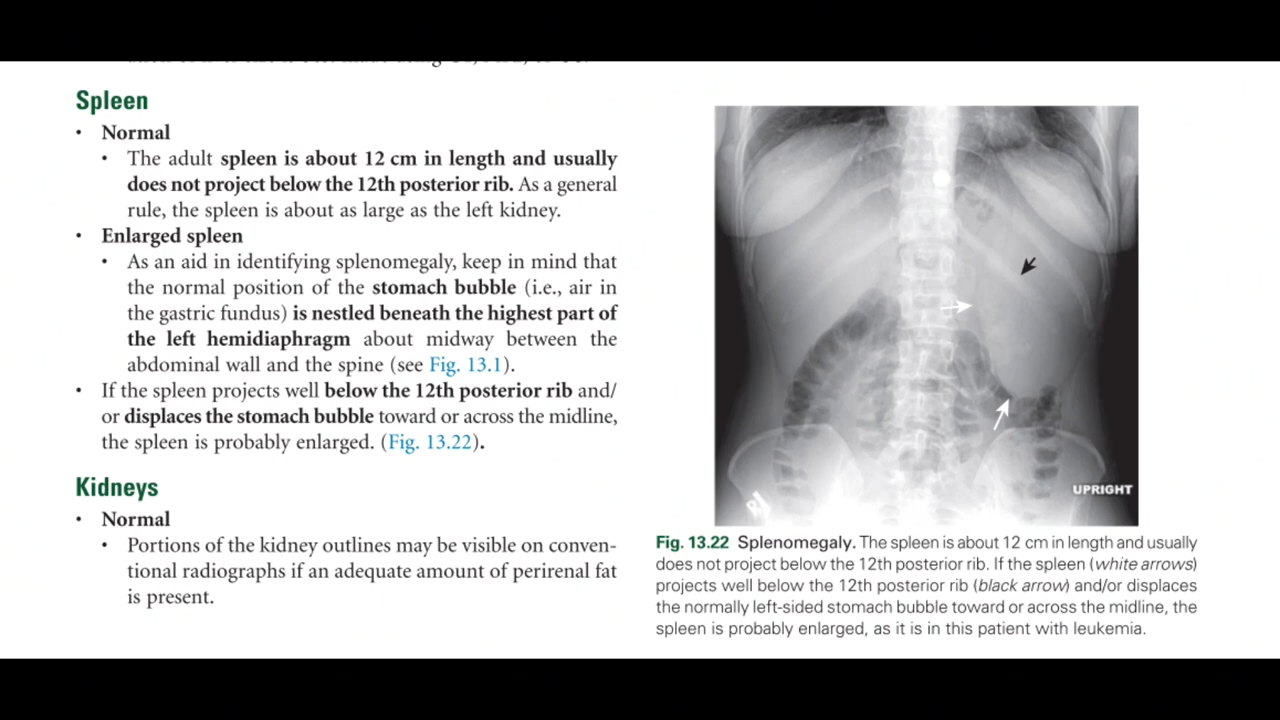 Spleen
• Normal
• The adult spleen is about 12 cm in length and usually
does not project below the 12th posterior rib. As a general
rule, the spleen is about as large as the left kidney.
• Enlarged spleen
• As an aid in identifying splenomegaly, keep in mind that
the normal position of the stomach bubble (i.e., air in
the gastric fundus) is nestled beneath the highest part of
the left hemidiaphragm about midway between the
abdominal wall and the spine (see Fig. 13.1).
• If the spleen projects well below the 12th posterior rib and/
or displaces the stomach bubble toward or across the midline,
the spleen is probably enlarged. (Fig. 13.22).
Kidneys
• Normal
• Portions of the kidney outlines may be visible on conven-
tional radiographs if an adequate amount of perirenal fat
is present.
UPRIGHT
Fig. 13.22 Splenomegaly. The spleen is about 12 cm in length and usually
does not project below the 12th posterior rib. If the spleen (white arrows)
projects well below the 12th posterior rib (black arrow) and/or displaces
the normally left-sided stomach bubble toward or across the midline, the
spleen is probably enlarged, as it is in this patient with leukemia.